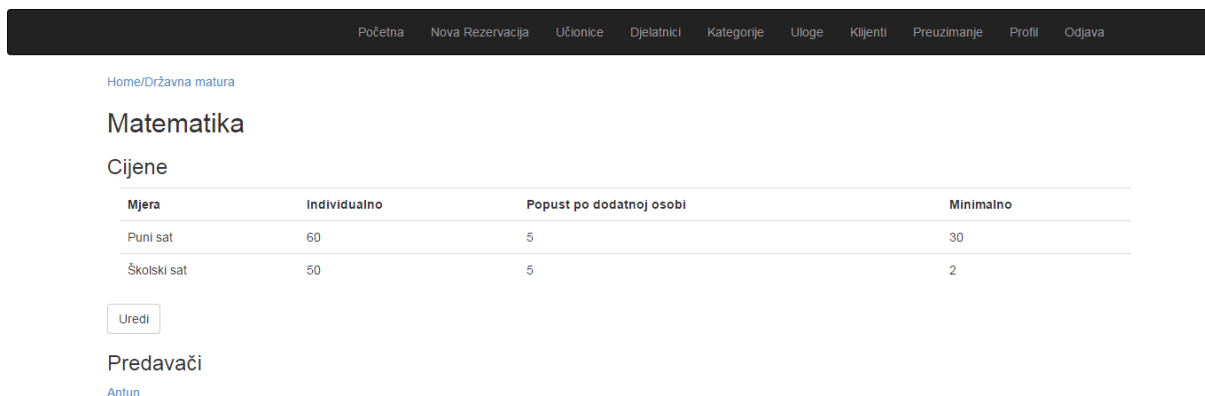 Početna Nova Rezervacija Učionice Djelatnici Kategorije Uloge Klijenti Preuzimanje Profil Odjava
Home/Državna matura
Matematika
Cijene
Mjera Individualno Popust po dodatnoj osobi Minimalno
Puni sat 60 5 30
Školski sat 50 5 2
Uredi
Predavači
Antun